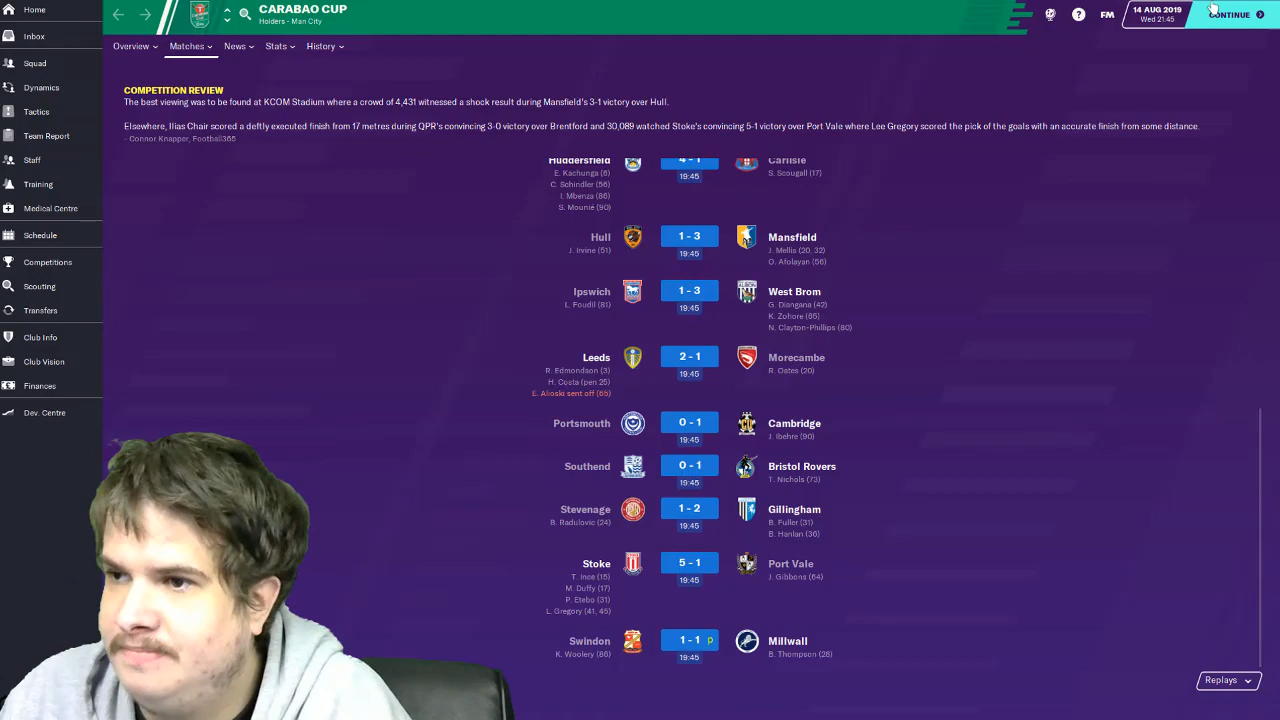 CARABAO CUP
Holders - Man City
FM
14 AUG 2019
Wed 21:45
CONTINUE
Home
Inbox
Squad
Dynamics
Tactics
Team Report
Staff
Training
Medical Centre
Schedule
Competitions
Scouting
Transfers
Club Info
Club Vision
Finances
Dev. Centre
Overview
Matches
News
Stats
History
COMPETITION REVIEW
The best viewing was to be found at KCOM Stadium where a crowd of 4,431 witnessed a shock result during Mansfield's 3-1 victory over Hull.
Elsewhere, Ilias Chair scored a deftly executed finish from 17 metres during QPR's convincing 3-0 victory over Brentford and 30,089 watched Stoke's convincing 5-1 victory over Port Vale where Lee Gregory scored the pick of the goals with an accurate finish from some distance.
- Connor Knapper, Football365
Huddersfield 4 - 1 Carlisle
E. Kachunga (6) 19:45 S. Scougall (17)
C. Schindler (56)
I. Mbenza (86)
S. Mounié (90)
Hull 1 - 3 Mansfield
J. Irvine (51) 19:45 J. Mellis (20, 32)
O. Afolayan (56)
Ipswich 1 - 3 West Brom
L. Foudil (81) 19:45 G. Diangana (42)
K. Zohore (65)
N. Clayton-Phillips (80)
Leeds 2 - 1 Morecambe
R. Edmondson (3) 19:45 R. Oates (20)
H. Costa (pen 25)
E. Alioski sent off (65)
Portsmouth 0 - 1 Cambridge
19:45 J. Ibehre (90)
Southend 0 - 1 Bristol Rovers
19:45 T. Nichols (73)
Stevenage 1 - 2 Gillingham
B. Radulovic (24) 19:45 B. Fuller (31)
B. Hanlan (36)
Stoke 5 - 1 Port Vale
T. Ince (15) 19:45 J. Gibbons (64)
M. Duffy (17)
P. Etebo (31)
L. Gregory (41, 45)
Swindon 1 - 1 p Millwall
K. Woolery (86) 19:45 B. Thompson (28)
Replays